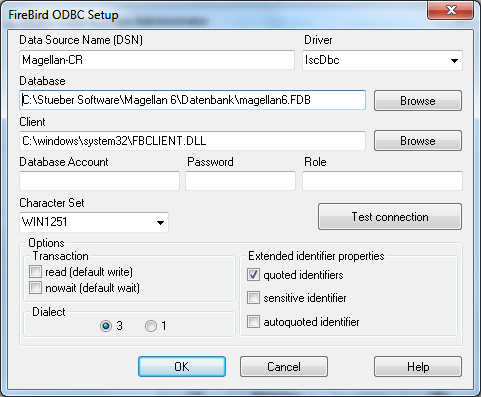 FireBird ODBC Setup
Data Source Name (DSN) Driver
Magellan-CR IscDbc
Database
C:\Stueber Software\Magellan 6\Datenbank\magellan6.FDB Browse
Client
C:\windows\system32\FBCLIENT.DLL Browse
Database Account Password Role
Character Set
WIN1251 Test connection
Options
Transaction Extended identifier properties
read (default write) quoted identifiers
nowait (default wait) sensitive identifier
Dialect autoquoted identifier
3 1
OK Cancel Help